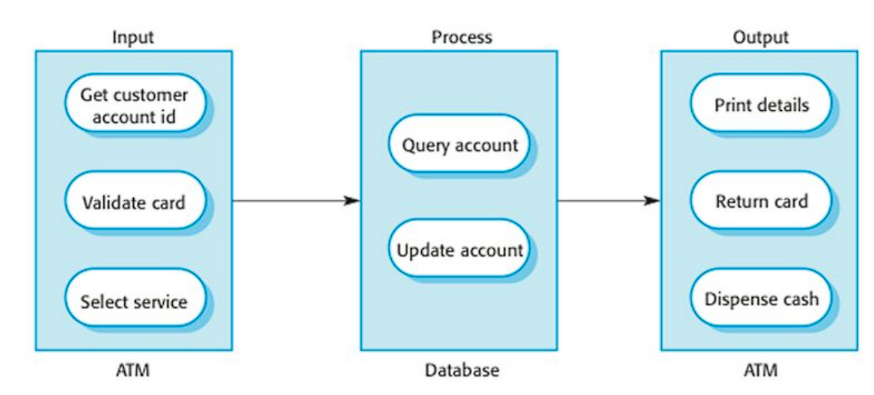 Input
Get customer
account id
Validate card
Select service
ATM
Process
Query account
Update account
Database
Output
Print details
Return card
Dispense cash
ATM